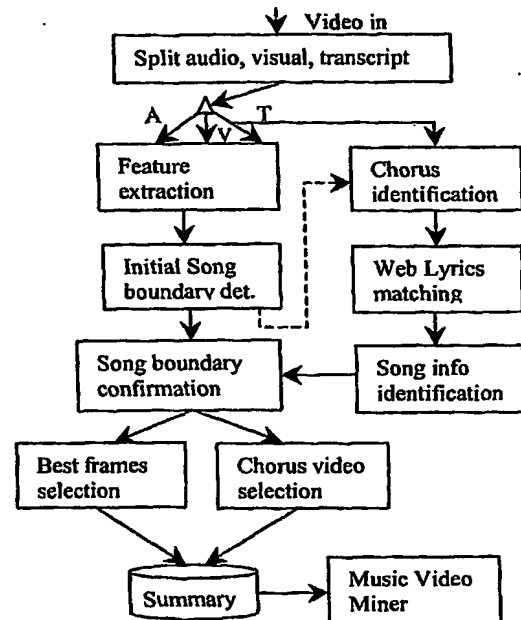 Video in
Split audio, visual, transcript
A
V
T
Feature
extraction
Chorus
identification
Initial Song
boundary det.
Web Lyrics
matching
Song boundary
confirmation
Song info
identification
Best frames
selection
Chorus video
selection
Summary
Music Video
Miner